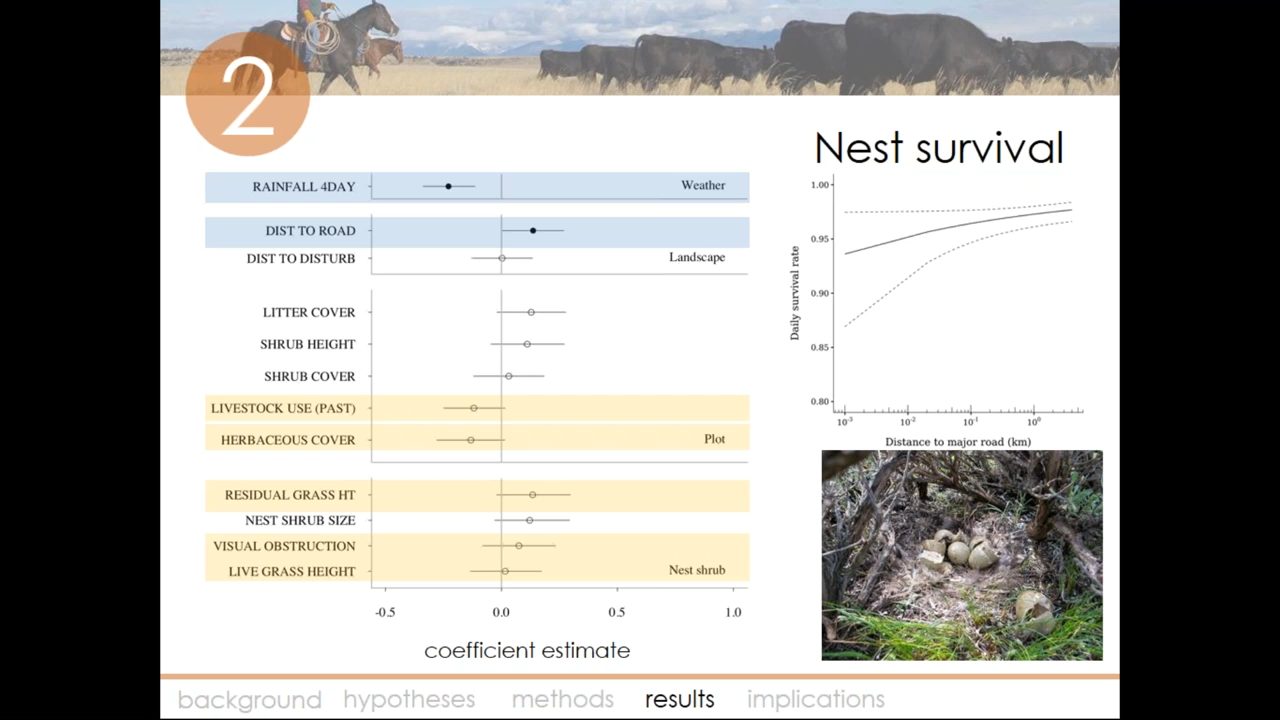 2
Nest survival
RAINFALL 4DAY
Weather
DIST TO ROAD
DIST TO DISTURB
Landscape
LITTER COVER
SHRUB HEIGHT
SHRUB COVER
LIVESTOCK USE (PAST)
HERBACEOUS COVER
Plot
RESIDUAL GRASS HT
NEST SHRUB SIZE
VISUAL OBSTRUCTION
LIVE GRASS HEIGHT
Nest shrub
-0.5 0.0 0.5 1.0
coefficient estimate
1.00
0.95
0.90
0.85
0.80
Daily survival rate
10⁻³ 10⁻² 10⁻¹ 10⁰
Distance to major road (km)
background hypotheses methods results implications